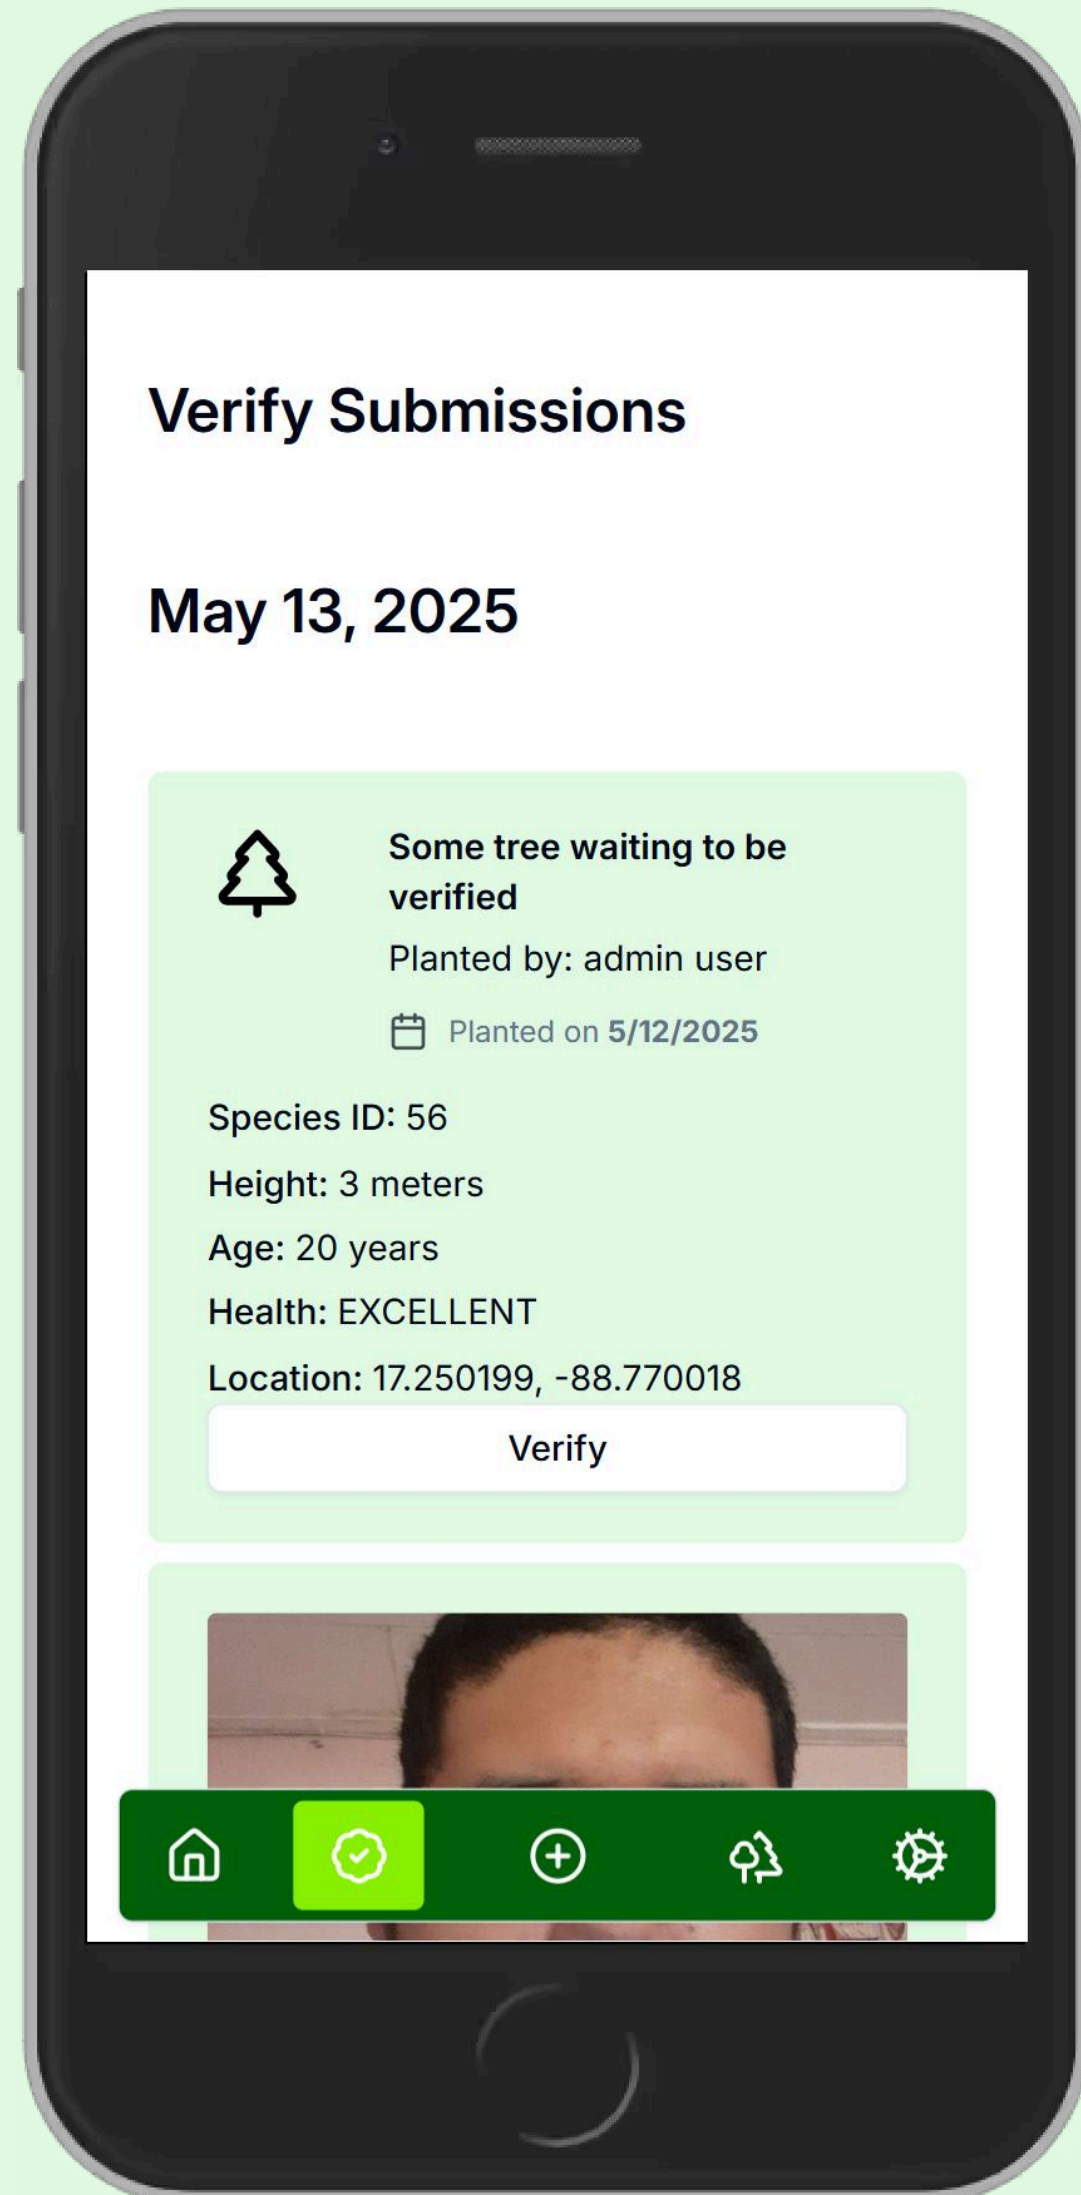 Verify Submissions
May 13, 2025
Some tree waiting to be
verified
Planted by: admin user
Planted on 5/12/2025
Species ID: 56
Height: 3 meters
Age: 20 years
Health: EXCELLENT
Location: 17.250199, -88.770018
Verify